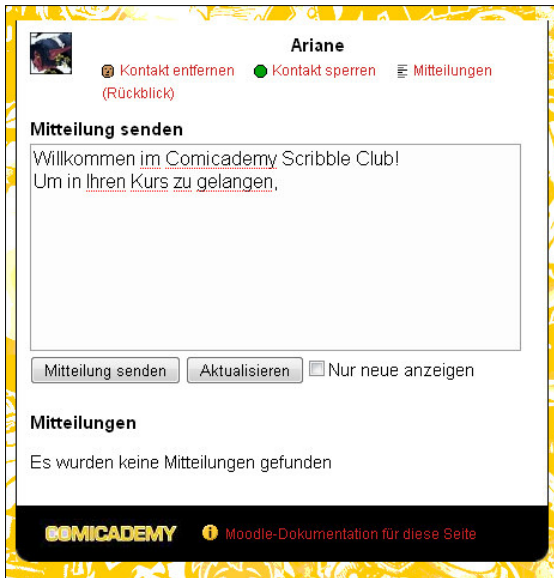 Ariane
Kontakt entfernen Kontakt sperren Mitteilungen
(Rückblick)
Mitteilung senden
Willkommen im Comicademy Scribble Club!
Um in Ihren Kurs zu gelangen,
Mitteilung senden Aktualisieren Nur neue anzeigen
Mitteilungen
Es wurden keine Mitteilungen gefunden
COMICADEMY Moodle-Dokumentation für diese Seite